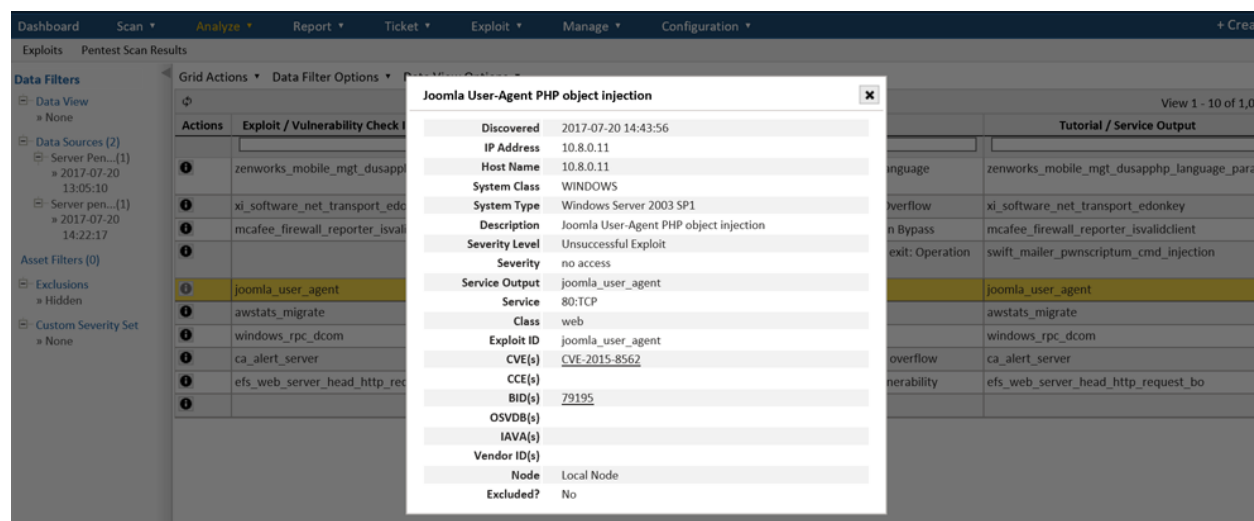 Dashboard Scan Analyze Report Ticket Exploit Manage Configuration + Crea
Exploits Pentest Scan Results
Data Filters
Data View
» None
Data Sources (2)
Server Pen...(1)
» 2017-07-20
13:05:10
Server pen...(1)
» 2017-07-20
14:22:17
Asset Filters (0)
Exclusions
» Hidden
Custom Severity Set
» None
Grid Actions Data Filter Options
View 1 - 10 of 1,0
Actions Exploit / Vulnerability Check Tutorial / Service Output
zenworks_mobile_mgt_dusappl nguage zenworks_mobile_mgt_dusapphp_language_para
xi_software_net_transport_edo verflow xi_software_net_transport_edonkey
mcafee_firewall_reporter_isvali n Bypass mcafee_firewall_reporter_isvalidclient
exit: Operation swift_mailer_pwnscriptum_cmd_injection
joomla_user_agent joomla_user_agent
awstats_migrate awstats_migrate
windows_rpc_dcom windows_rpc_dcom
ca_alert_server overflow ca_alert_server
efs_web_server_head_http_rec nerability efs_web_server_head_http_request_bo
Joomla User-Agent PHP object injection
Discovered 2017-07-20 14:43:56
IP Address 10.8.0.11
Host Name 10.8.0.11
System Class WINDOWS
System Type Windows Server 2003 SP1
Description Joomla User-Agent PHP object injection
Severity Level Unsuccessful Exploit
Severity no access
Service Output joomla_user_agent
Service 80:TCP
Class web
Exploit ID joomla_user_agent
CVE(s) CVE-2015-8562
CCE(s)
BID(s) 79195
OSVDB(s)
IAVA(s)
Vendor ID(s)
Node Local Node
Excluded? No